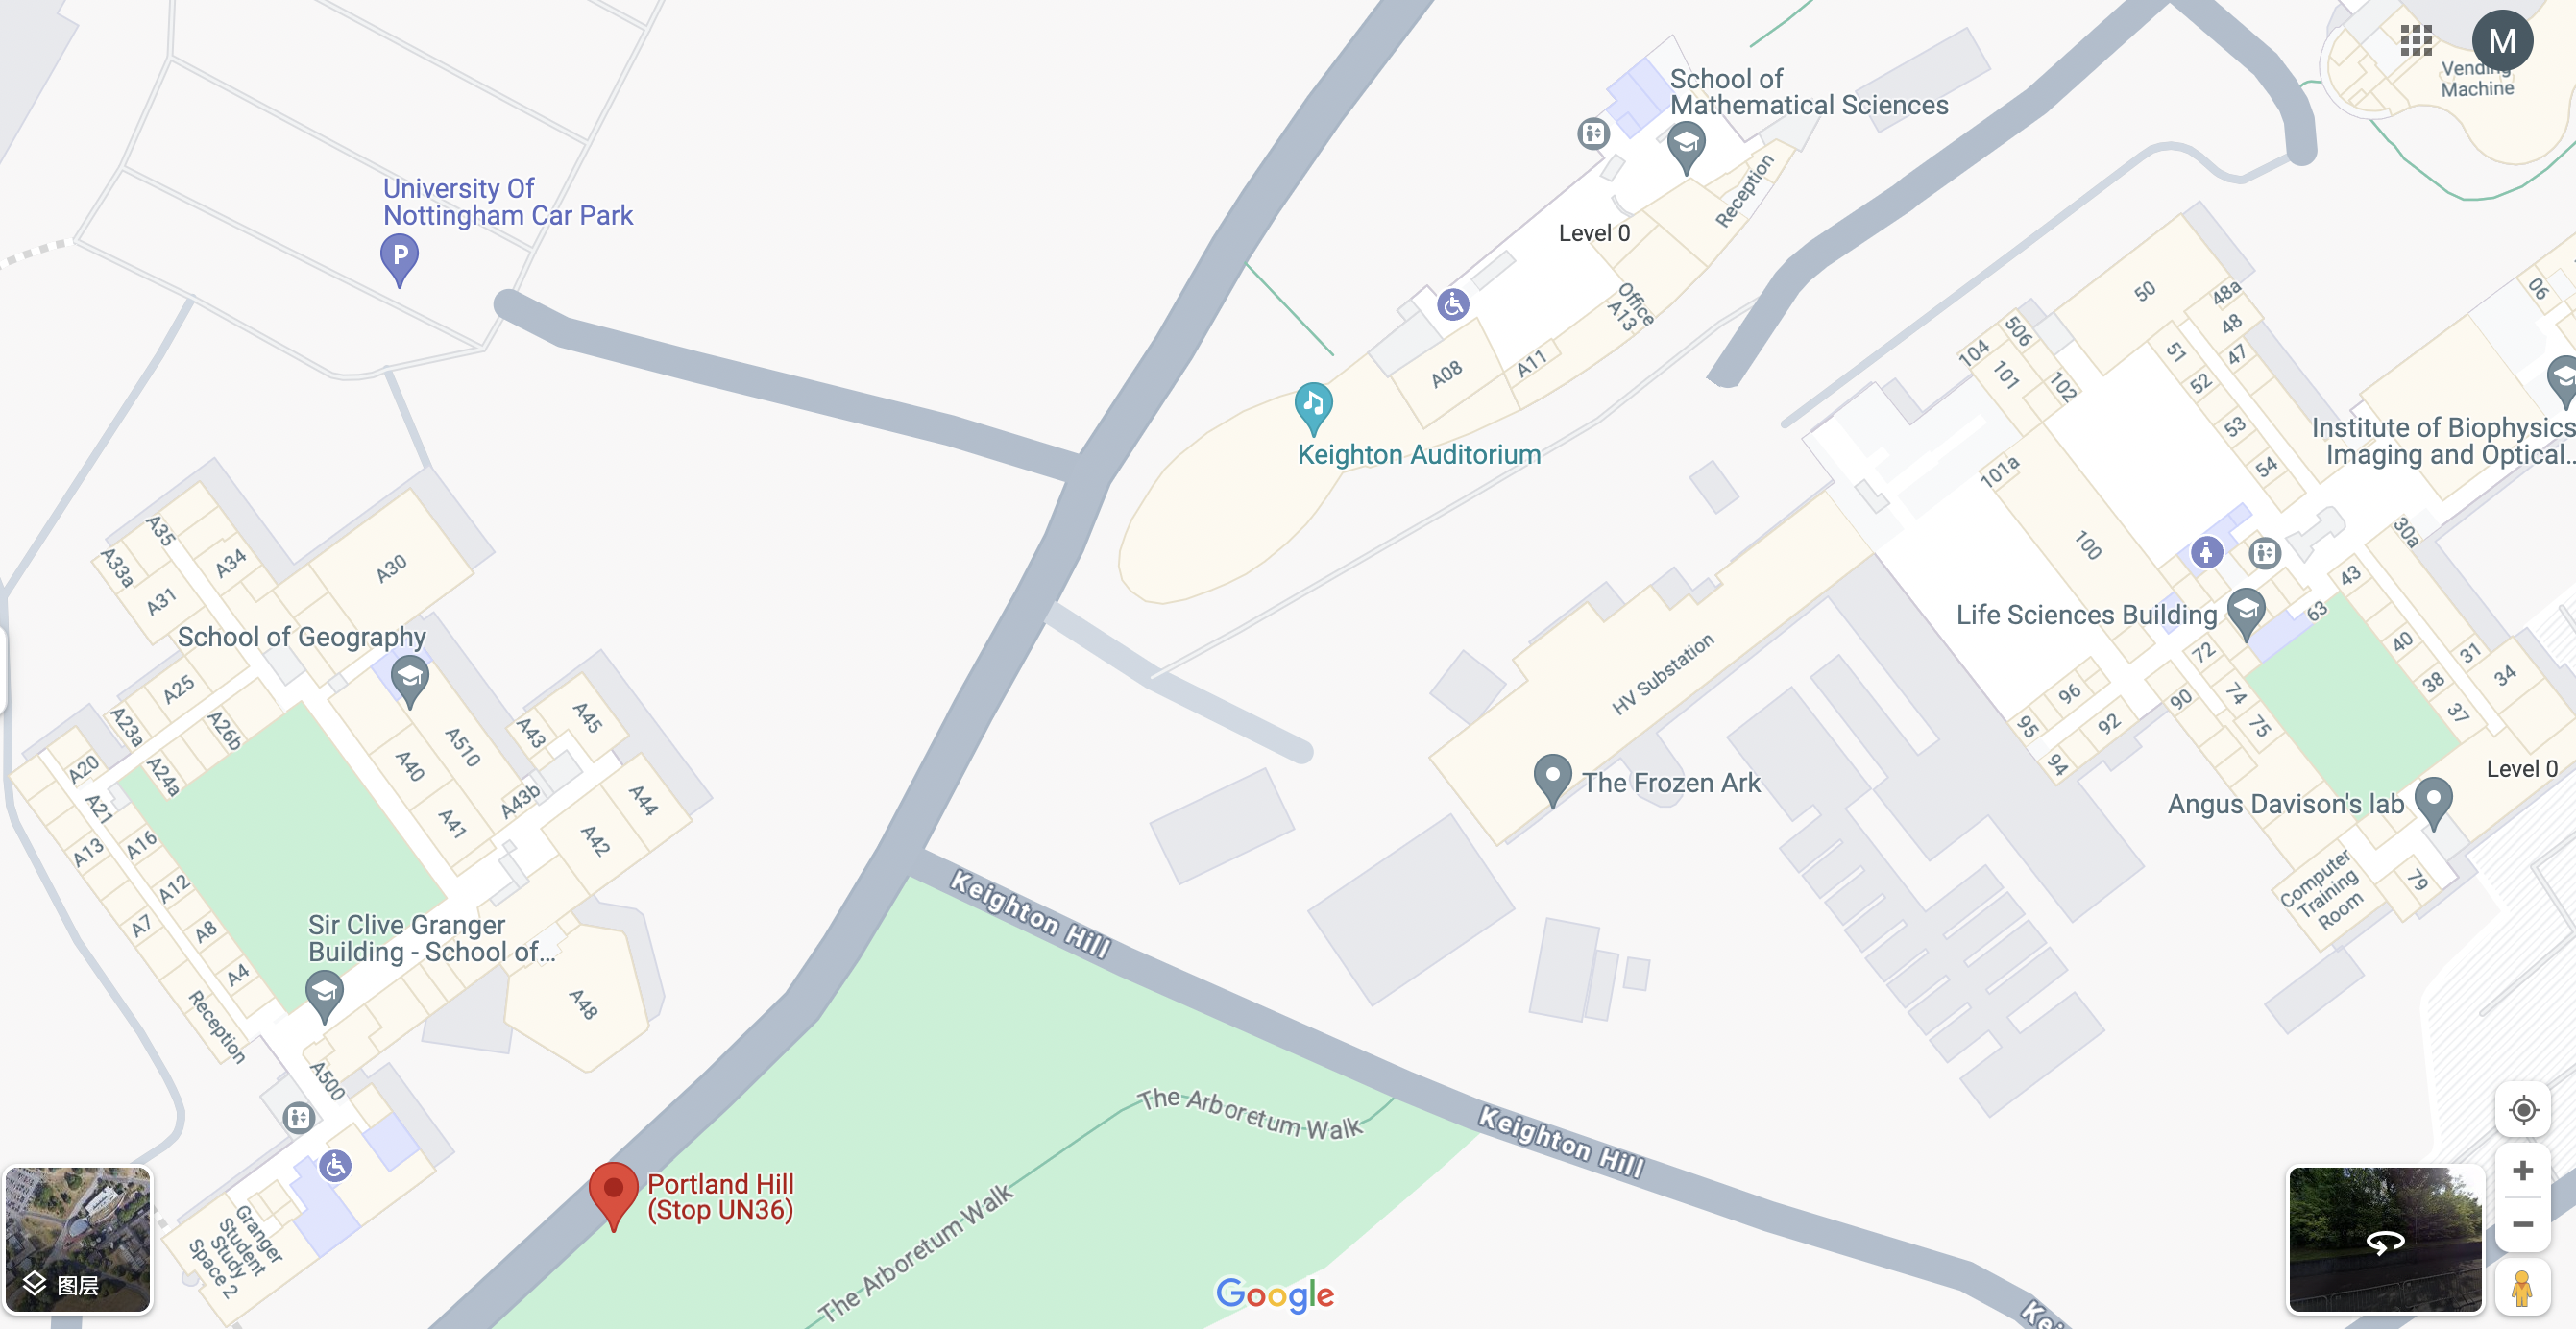 M
Vending
Machine
School of
Mathematical Sciences
University Of
Nottingham Car Park
P
Reception
Level 0
Office
A13
A11
A08
Keighton Auditorium
50
48a
48
47
51
52
53
54
506
104
101
102
101a
100
06
Institute of Biophysics
Imaging and Optical...
30a
43
63
40
31
38
34
37
Life Sciences Building
72
74
75
90
96
92
95
94
A35
A33a
A34
A31
A30
School of Geography
A25
A23a
A26b
A24a
A20
A21
A16
A13
A12
A7
A8
A4
Reception
A510
A40
A41
A43
A45
A43b
A44
A42
A48
HV Substation
The Frozen Ark
Level 0
Angus Davison's lab
Computer
Training
Room
79
Keighton Hill
Sir Clive Granger
Building - School of...
A500
The Arboretum Walk
Keighton Hill
Portland Hill
(Stop UN36)
The Arboretum Walk
Granger
Student
Study
Space 2
图层
Google
Kei